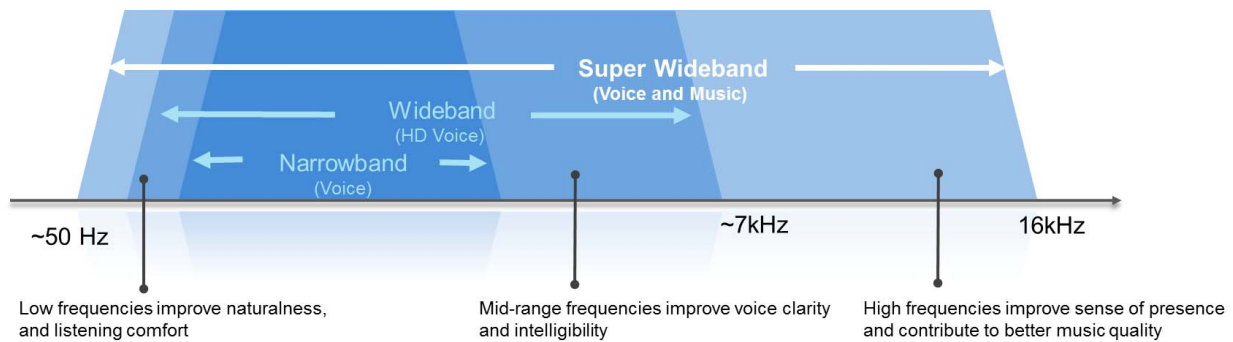 Super Wideband
(Voice and Music)
Wideband
(HD Voice)
Narrowband
(Voice)
~50 Hz
~7kHz
16kHz
Low frequencies improve naturalness,
and listening comfort
Mid-range frequencies improve voice clarity
and intelligibility
High frequencies improve sense of presence
and contribute to better music quality